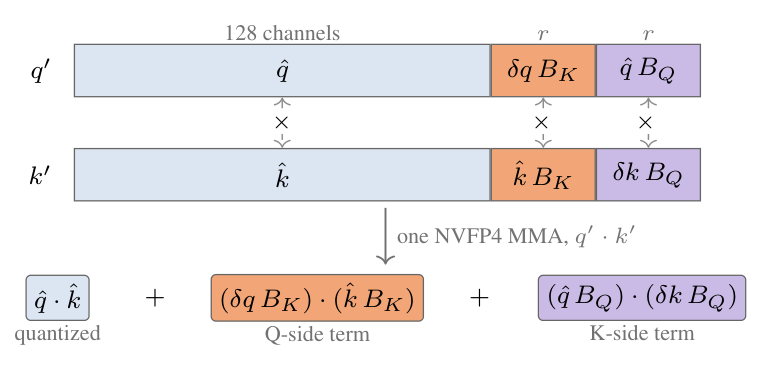 128 channels r r
q′ q̂ δq B_K q̂ B_Q
× × ×
k′ k̂ k̂ B_K δk B_Q
one NVFP4 MMA, q′ · k′
q̂ · k̂ + (δq B_K) · (k̂ B_K) + (q̂ B_Q) · (δk B_Q)
quantized Q-side term K-side term